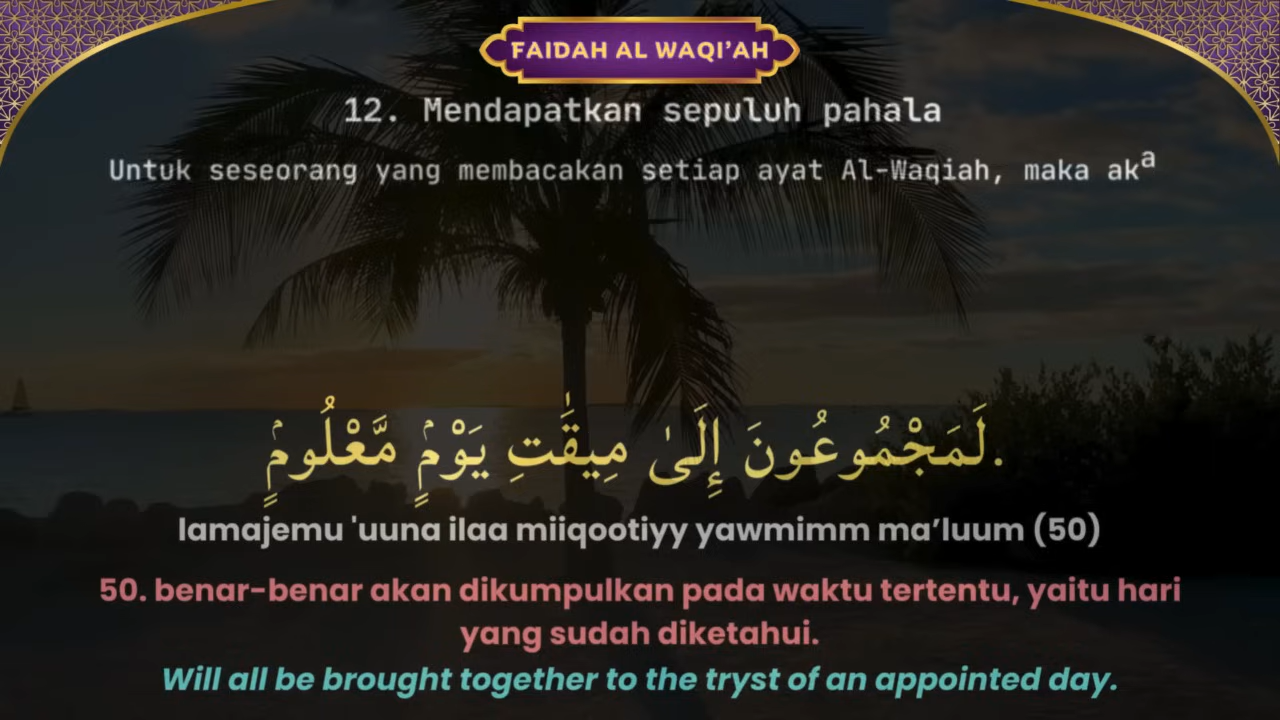 FAIDAH AL WAQI’AH
12. Mendapatkan sepuluh pahala
Untuk seseorang yang membacakan setiap ayat Al-Waqiah, maka aka
لَمَجْمُوعُونَ إِلَىٰ مِيقَٰتِ يَوْمٍۢ مَّعْلُومٍۢ.
lamajemu 'uuna ilaa miiqootiyy yawmimm ma’luum (50)
50. benar-benar akan dikumpulkan pada waktu tertentu, yaitu hari
yang sudah diketahui.
Will all be brought together to the tryst of an appointed day.